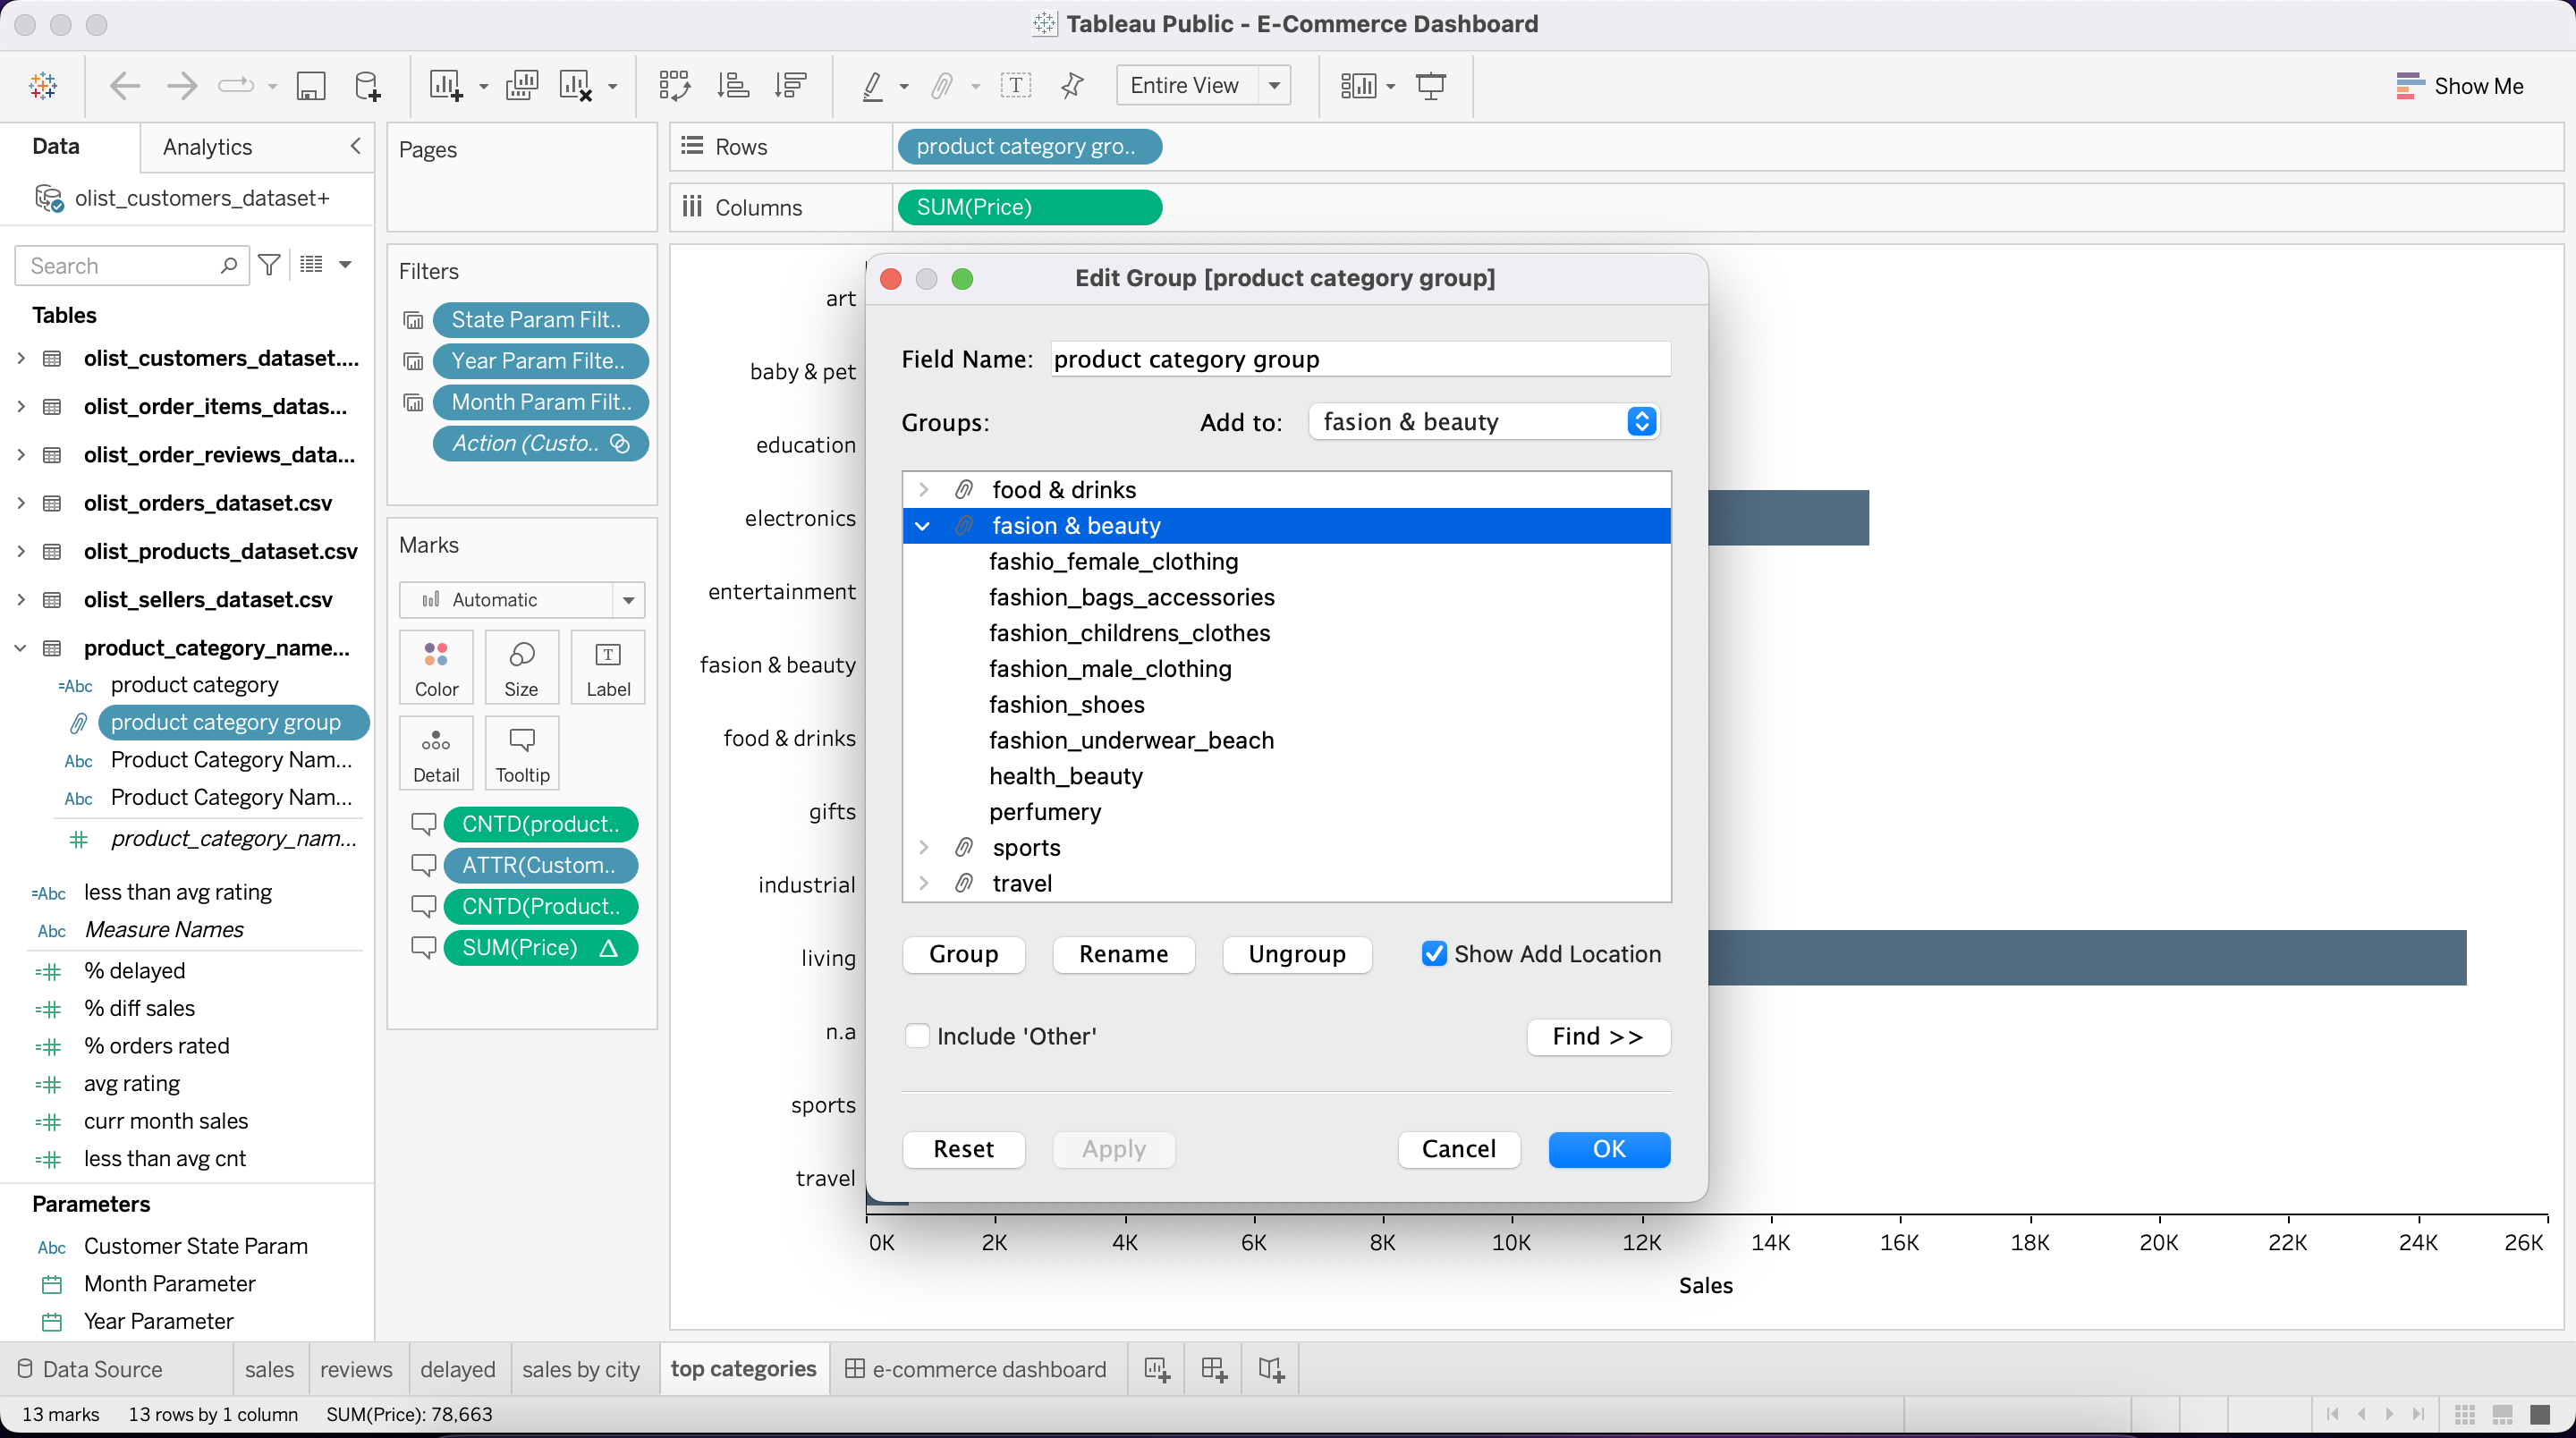 Tableau Public - E-Commerce Dashboard
Entire View
Show Me
Data
Analytics
olist_customers_dataset+
Search
Tables
olist_customers_dataset....
olist_order_items_datas...
olist_order_reviews_data...
olist_orders_dataset.csv
olist_products_dataset.csv
olist_sellers_dataset.csv
product_category_name...
=Abc product category
product category group
Abc Product Category Nam...
Abc Product Category Nam...
product_category_nam...
=Abc less than avg rating
Abc Measure Names
% delayed
% diff sales
% orders rated
avg rating
curr month sales
less than avg cnt
Parameters
Abc Customer State Param
Month Parameter
Year Parameter
Pages
Filters
State Param Filt..
Year Param Filte..
Month Param Filt..
Action (Custo..
Marks
Automatic
Color
Size
Label
Detail
Tooltip
CNTD(product..
ATTR(Custom..
CNTD(Product..
SUM(Price) Δ
Rows
product category gro..
Columns
SUM(Price)
art
baby & pet
education
electronics
entertainment
fasion & beauty
food & drinks
gifts
industrial
living
n.a
sports
travel
0K 2K 4K 6K 8K 10K 12K 14K 16K 18K 20K 22K 24K 26K
Sales
Edit Group [product category group]
Field Name: product category group
Groups: Add to: fasion & beauty
food & drinks
fasion & beauty
fashio_female_clothing
fashion_bags_accessories
fashion_childrens_clothes
fashion_male_clothing
fashion_shoes
fashion_underwear_beach
health_beauty
perfumery
sports
travel
Group Rename Ungroup Show Add Location
Include 'Other' Find >>
Reset Apply Cancel OK
Data Source sales reviews delayed sales by city top categories e-commerce dashboard
13 marks 13 rows by 1 column SUM(Price): 78,663